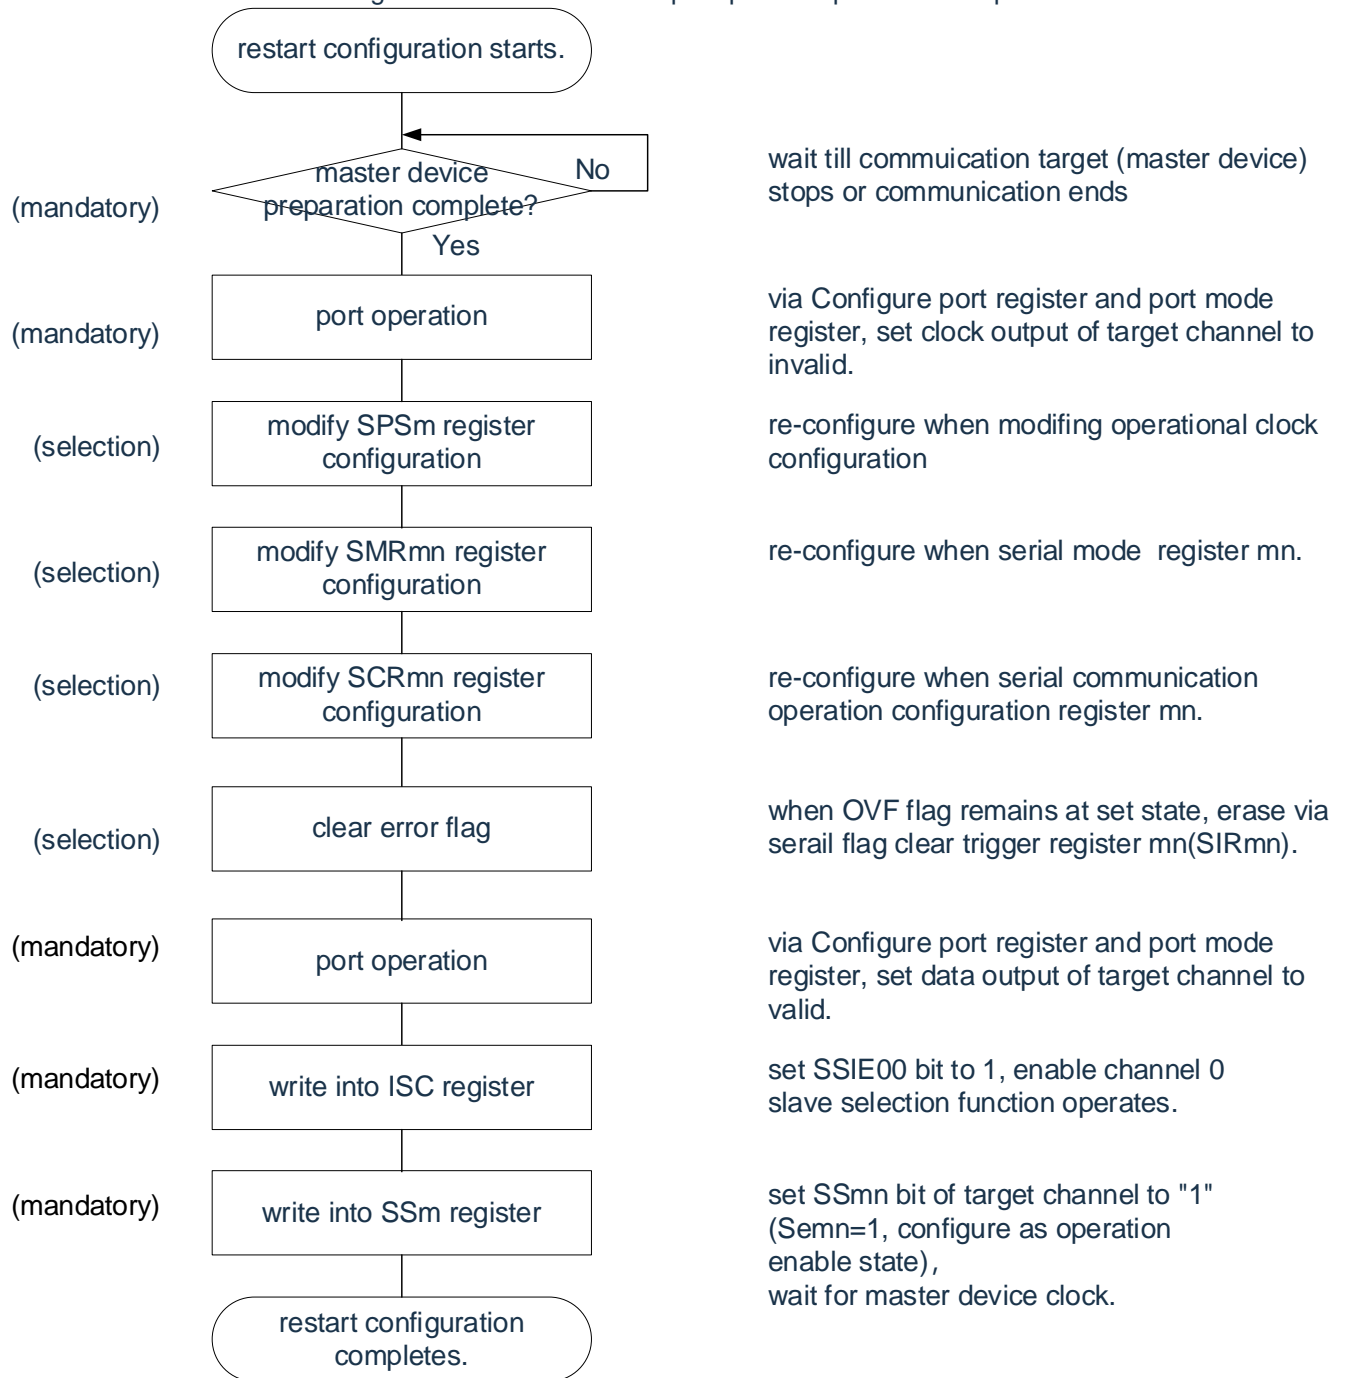 restart configuration starts.
master device
preparation complete?
No
Yes
(mandatory)
wait till commuication target (master device)
stops or communication ends
(mandatory)
port operation
via Configure port register and port mode
register, set clock output of target channel to
invalid.
(selection)
modify SPSm register
configuration
re-configure when modifing operational clock
configuration
(selection)
modify SMRmn register
configuration
re-configure when serial mode  register mn.
(selection)
modify SCRmn register
configuration
re-configure when serial communication
operation configuration register mn.
(selection)
clear error flag
when OVF flag remains at set state, erase via
serail flag clear trigger register mn(SIRmn).
(mandatory)
port operation
via Configure port register and port mode
register, set data output of target channel to
valid.
(mandatory)
write into ISC register
set SSIE00 bit to 1, enable channel 0
slave selection function operates.
(mandatory)
write into SSm register
set SSmn bit of target channel to "1"
(Semn=1, configure as operation
enable state),
wait for master device clock.
restart configuration
completes.